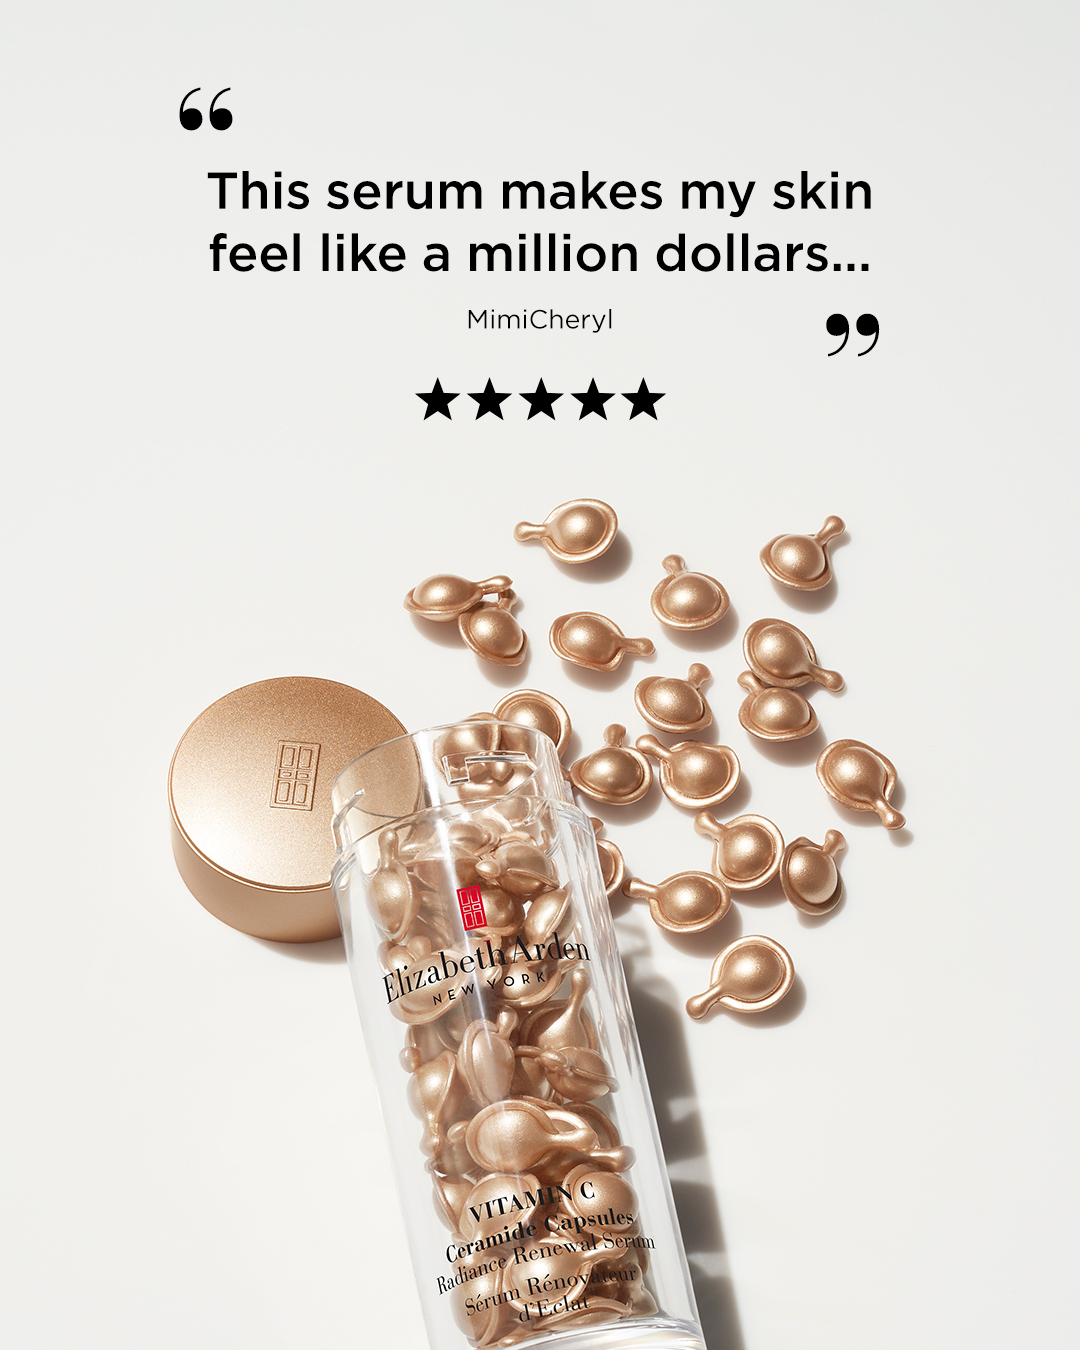 “
This serum makes my skin
feel like a million dollars...
MimiCheryl
”
Elizabeth Arden
NEW YORK
VITAMIN C
Ceramide Capsules
Radiance Renewal Serum
Sérum Rénovateur
d'Eclat